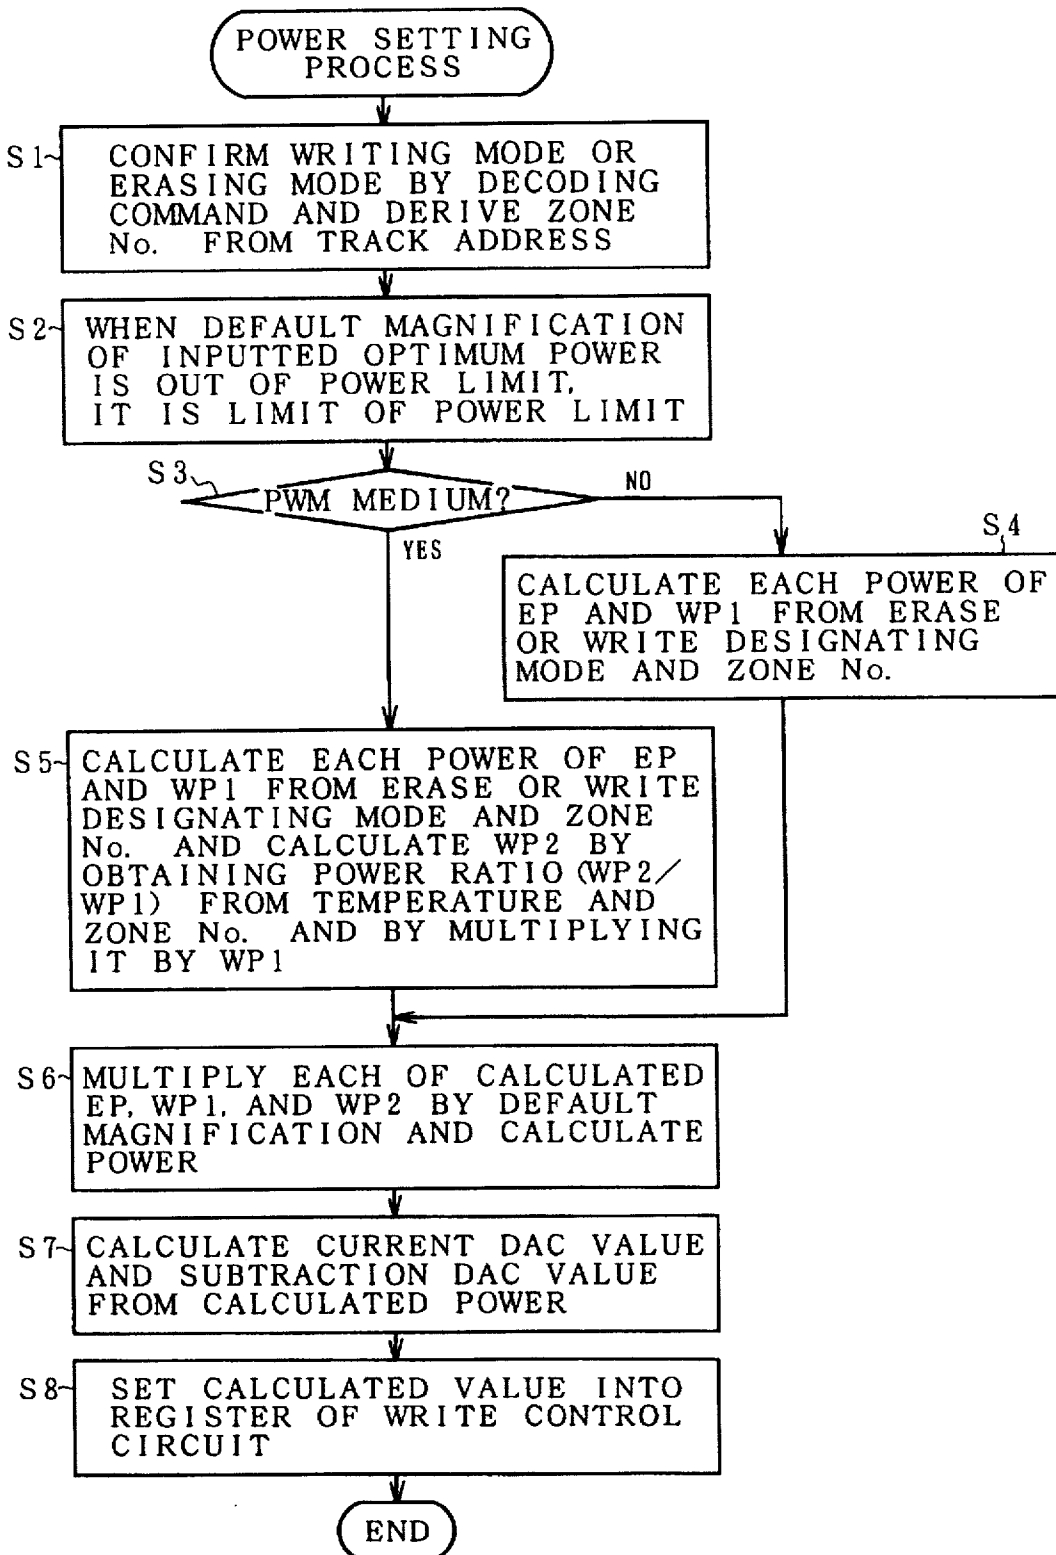 POWER SETTING
PROCESS
S1
CONFIRM WRITING MODE OR
ERASING MODE BY DECODING
COMMAND AND DERIVE ZONE
No. FROM TRACK ADDRESS
S2
WHEN DEFAULT MAGNIFICATION
OF INPUTTED OPTIMUM POWER
IS OUT OF POWER LIMIT,
IT IS LIMIT OF POWER LIMIT
S3
PWM MEDIUM?
NO
YES
S4
CALCULATE EACH POWER OF
EP AND WP1 FROM ERASE
OR WRITE DESIGNATING
MODE AND ZONE No.
S5
CALCULATE EACH POWER OF EP
AND WP1 FROM ERASE OR WRITE
DESIGNATING MODE AND ZONE
No. AND CALCULATE WP2 BY
OBTAINING POWER RATIO (WP2/
WP1) FROM TEMPERATURE AND
ZONE No. AND BY MULTIPLYING
IT BY WP1
S6
MULTIPLY EACH OF CALCULATED
EP, WP1, AND WP2 BY DEFAULT
MAGNIFICATION AND CALCULATE
POWER
S7
CALCULATE CURRENT DAC VALUE
AND SUBTRACTION DAC VALUE
FROM CALCULATED POWER
S8
SET CALCULATED VALUE INTO
REGISTER OF WRITE CONTROL
CIRCUIT
END